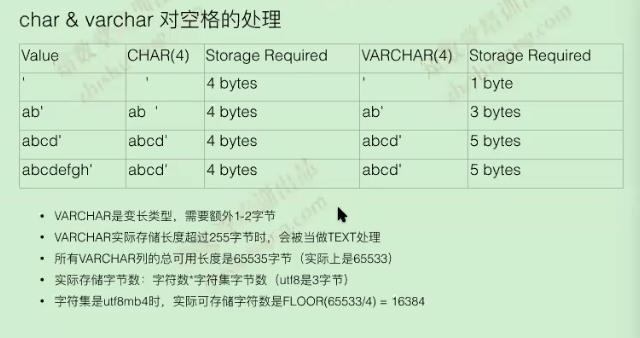 char & varchar 对空格的处理
Value CHAR(4) Storage Required VARCHAR(4) Storage Required
' ' 4 bytes ' 1 byte
ab' ab ' 4 bytes ab' 3 bytes
abcd' abcd' 4 bytes abcd' 5 bytes
abcdefgh' abcd' 4 bytes abcd' 5 bytes
• VARCHAR是变长类型，需要额外1-2字节
• VARCHAR实际存储长度超过255字节时，会被当做TEXT处理
• 所有VARCHAR列的总可用长度是65535字节（实际上是65533）
• 实际存储字节数：字符数*字符集字节数（utf8是3字节）
• 字符集是utf8mb4时，实际可存储字符数是FLOOR(65533/4) = 16384